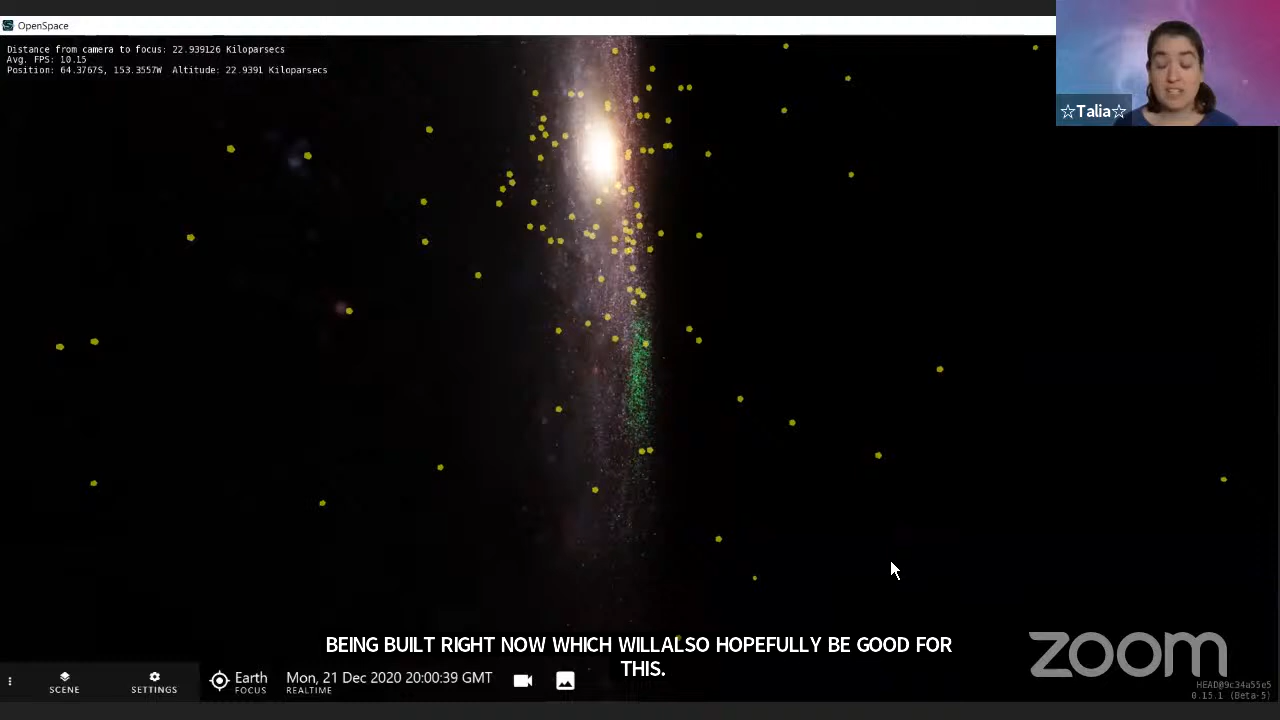 OpenSpace
Distance from camera to focus: 22.939126 Kiloparsecs
Avg. FPS: 10.15
Position: 64.3767S, 153.3557W  Altitude: 22.9391 Kiloparsecs
☆Talia☆
BEING BUILT RIGHT NOW WHICH WILLALSO HOPEFULLY BE GOOD FOR
THIS.
zoom
SCENE
SETTINGS
Earth
FOCUS
Mon, 21 Dec 2020 20:00:39 GMT
REALTIME
HEAD@9c34a55e5
0.15.1 (Beta-5)